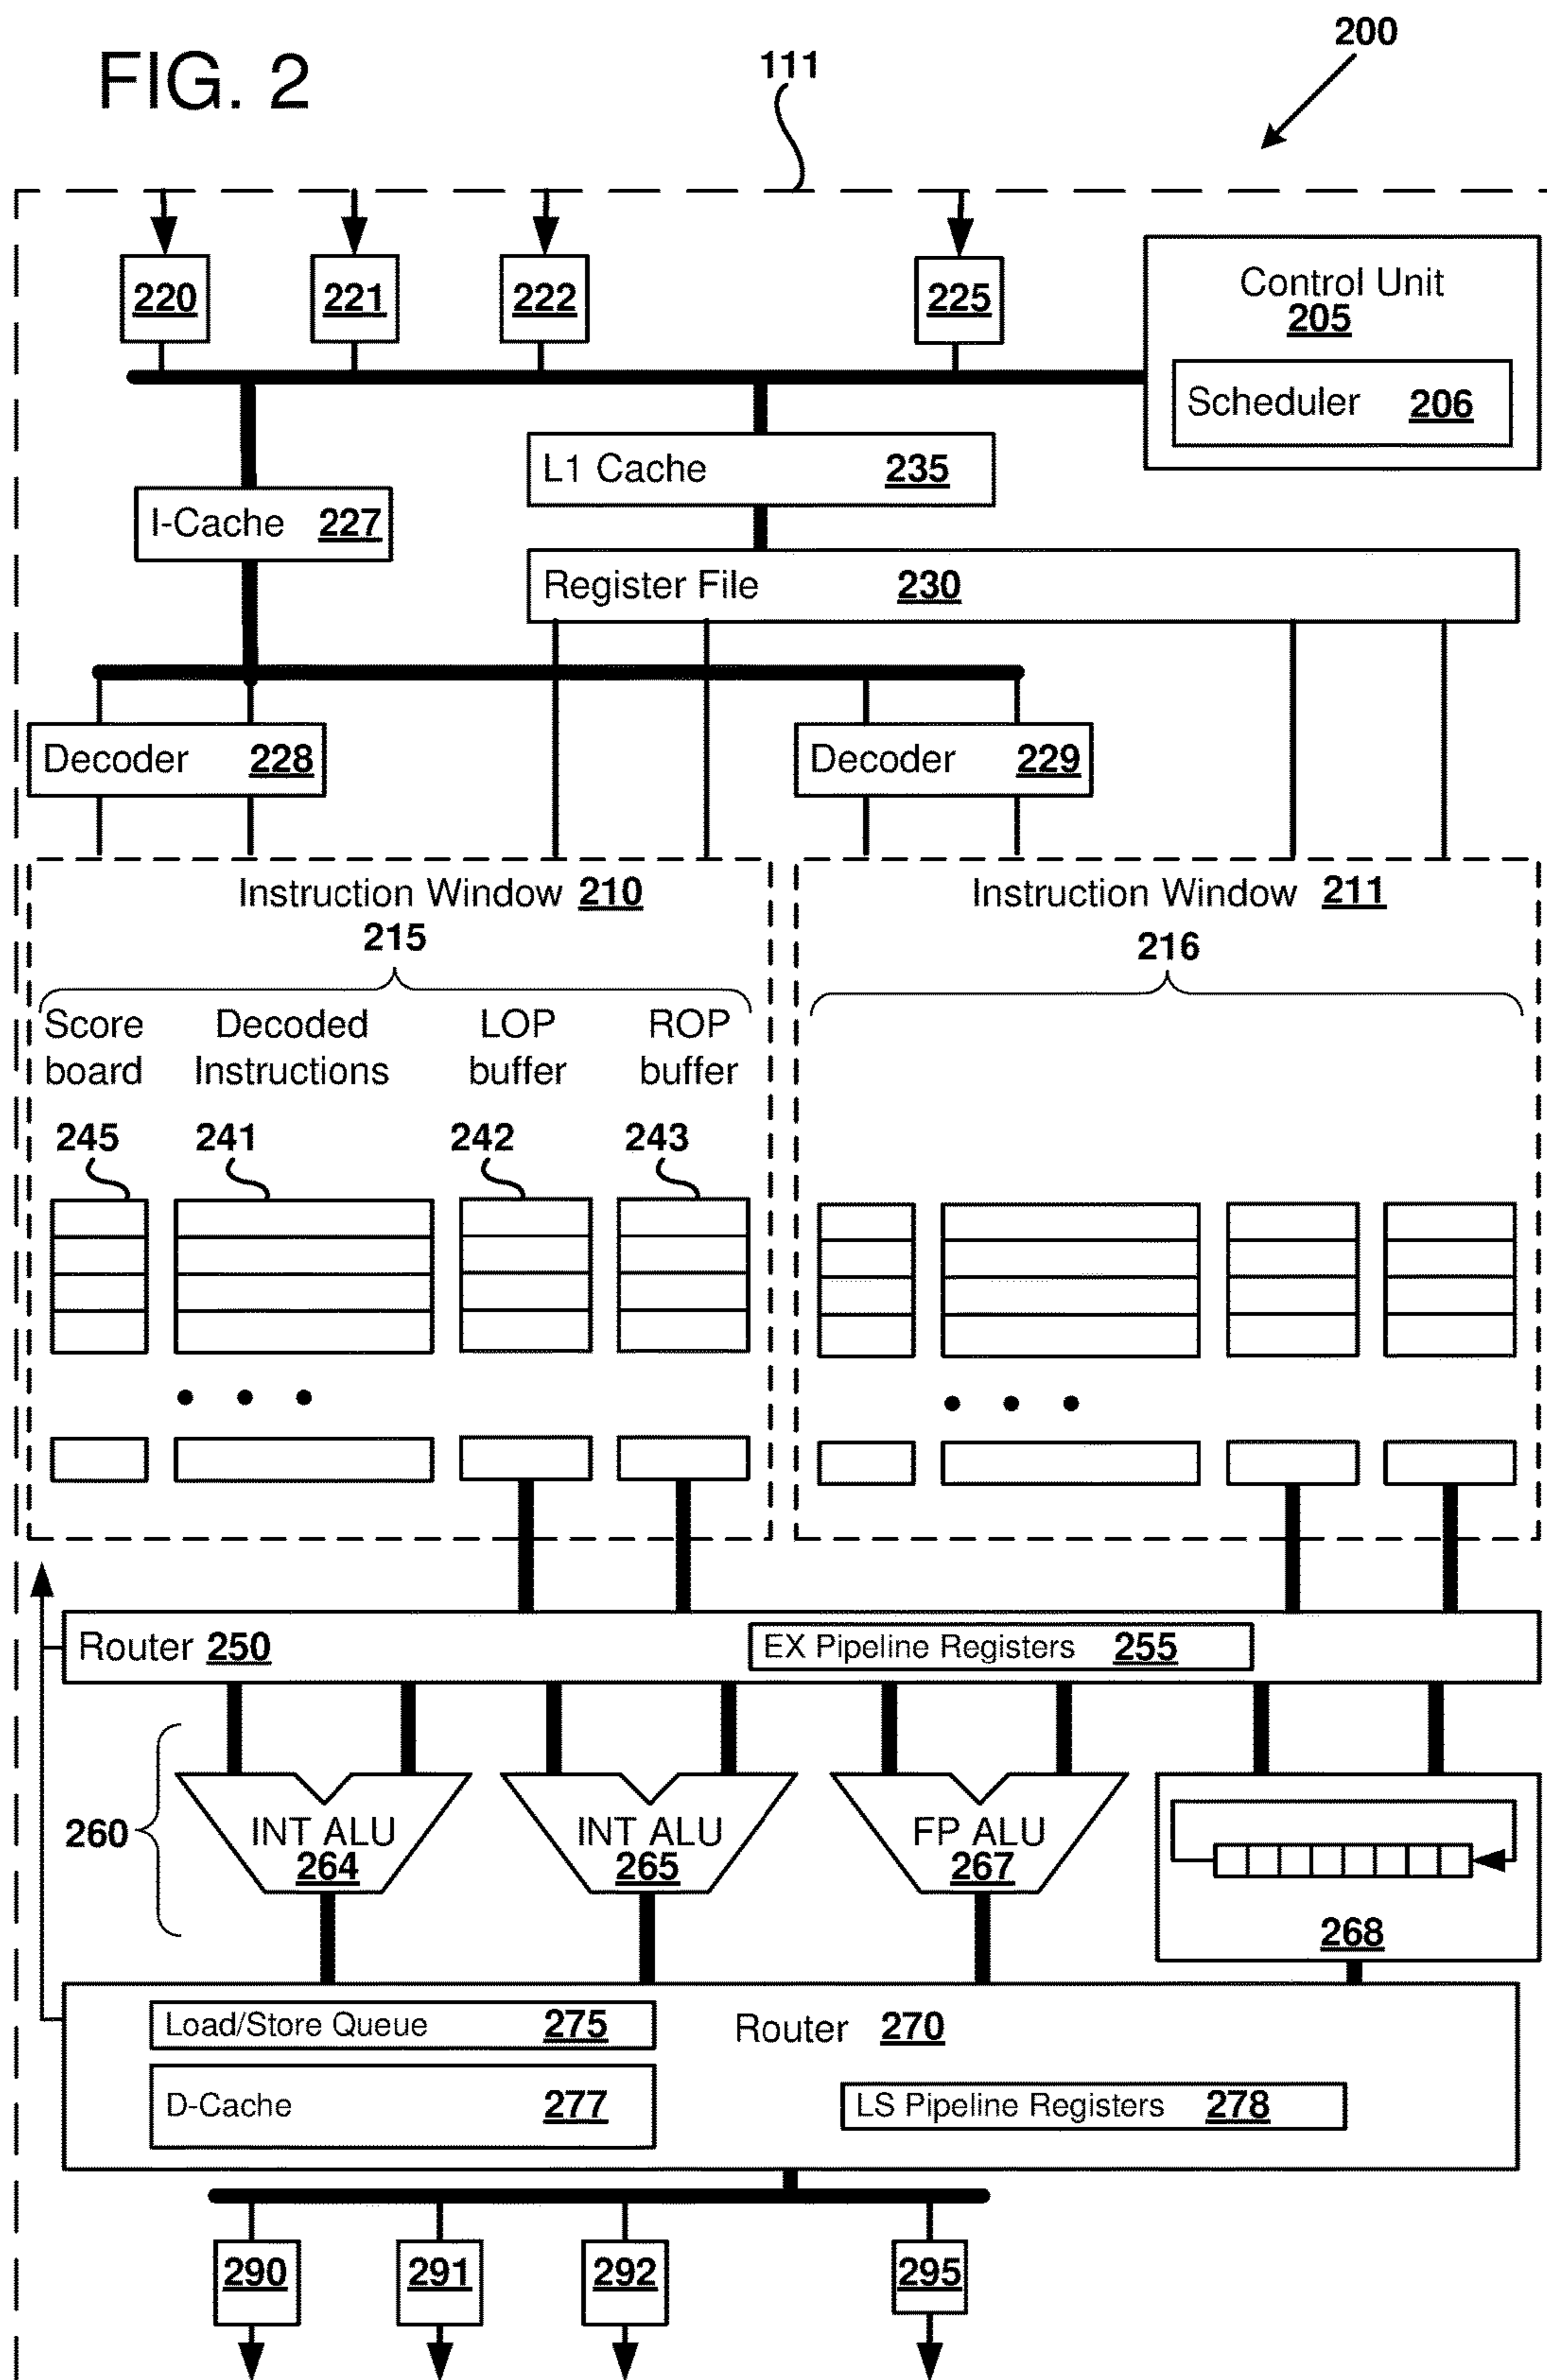 200
FIG. 2
111
220 221 222 225
Control Unit
205
Scheduler 206
L1 Cache 235
I-Cache 227
Register File 230
Decoder 228
Decoder 229
Instruction Window 210
215
Score board
Decoded Instructions
LOP buffer
ROP buffer
245 241 242 243
Instruction Window 211
216
Router 250
EX Pipeline Registers 255
260
INT ALU
264
INT ALU
265
FP ALU
267
268
Load/Store Queue 275
Router 270
D-Cache 277
LS Pipeline Registers 278
290 291 292 295